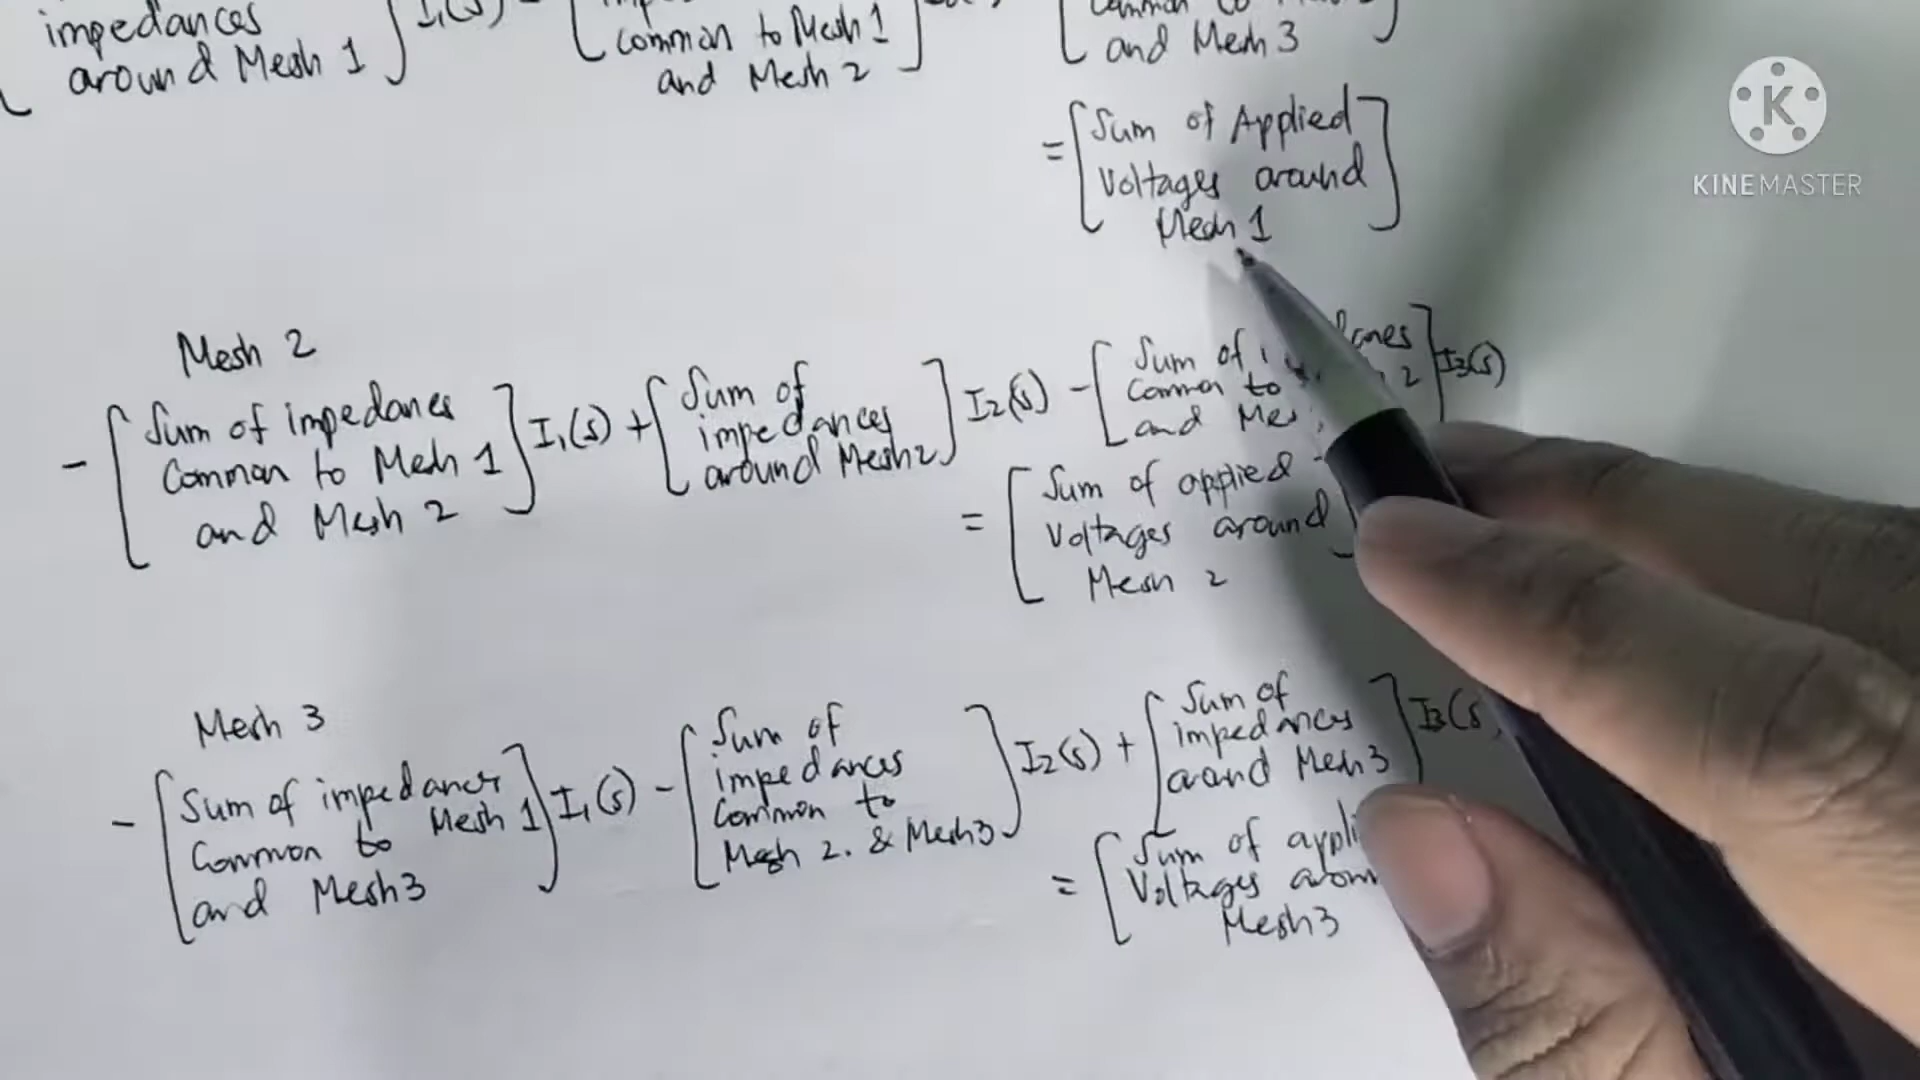 impedances
around Mesh 1 ] I1(s) -
common to Mesh 1
and Mesh 2
and Mesh 3
= [ Sum of Applied
Voltages around
Mesh 1 ]
KINEMASTER
Mesh 2
- [ Sum of impedances
Common to Mesh 1
and Mesh 2 ] I1(s) + [ Sum of
impedances
around Mesh 2 ] I2(s) - [ Sum of
Common to 2
and ] I3(s)
= [ Sum of applied
Voltages around
Mesh 2
Mesh 3
- [ Sum of impedances
Common to Mesh 1
and Mesh 3 ] I1(s) - [ Sum of
impedances
Common to
Mesh 2. & Mesh 3 ] I2(s) + [ Sum of
impedances
around Mesh 3 ] I3(s
= [ Sum of
Voltages
Mesh 3